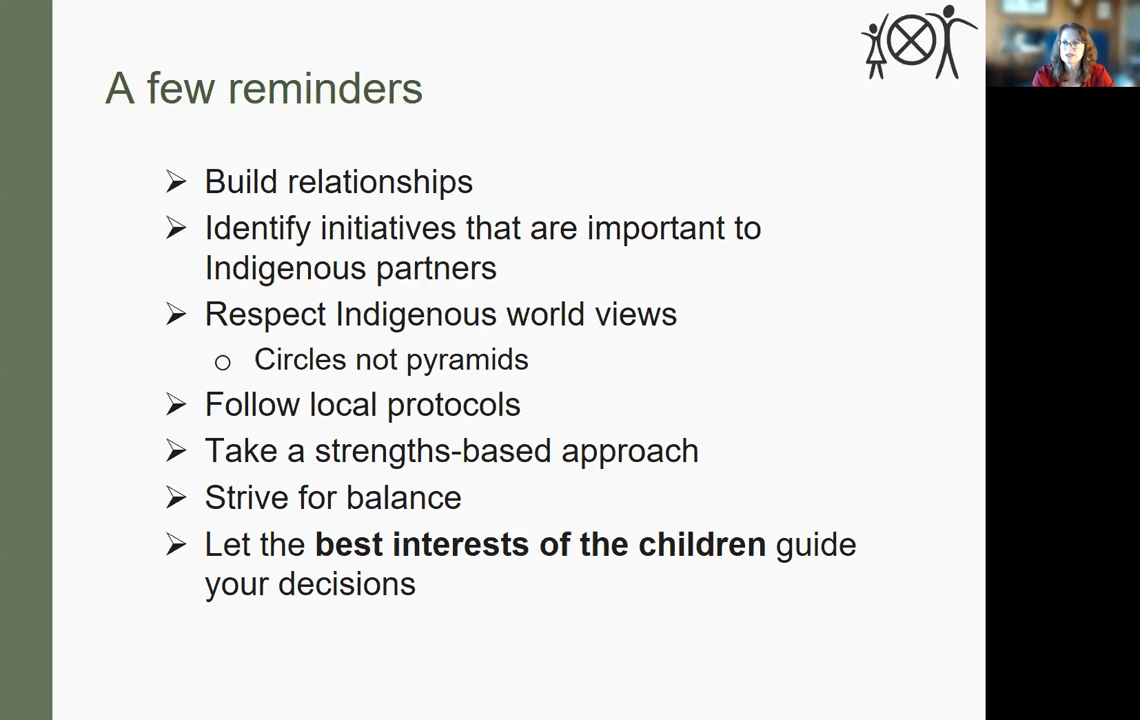 A few reminders
➢ Build relationships
➢ Identify initiatives that are important to
Indigenous partners
➢ Respect Indigenous world views
o Circles not pyramids
➢ Follow local protocols
➢ Take a strengths-based approach
➢ Strive for balance
➢ Let the best interests of the children guide
your decisions